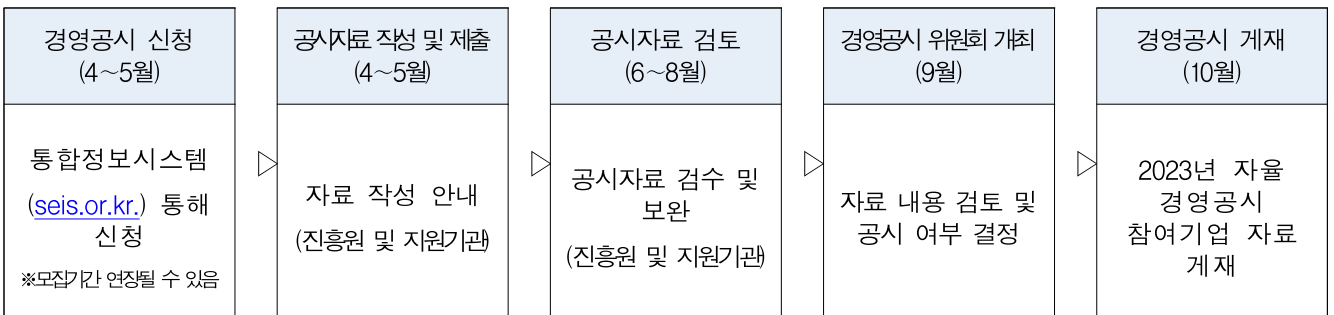 경영공시 신청
(4~5월)
통합정보시스템
(seis.or.kr.) 통해
신청
※모집기간 연장될 수 있음
공시자료 작성 및 제출
(4~5월)
자료 작성 안내
(진흥원 및 지원기관)
공시자료 검토
(6~8월)
공시자료 검수 및
보완
(진흥원 및 지원기관)
경영공시 위원회 개최
(9월)
자료 내용 검토 및
공시 여부 결정
경영공시 게재
(10월)
2023년 자율
경영공시
참여기업 자료
게재